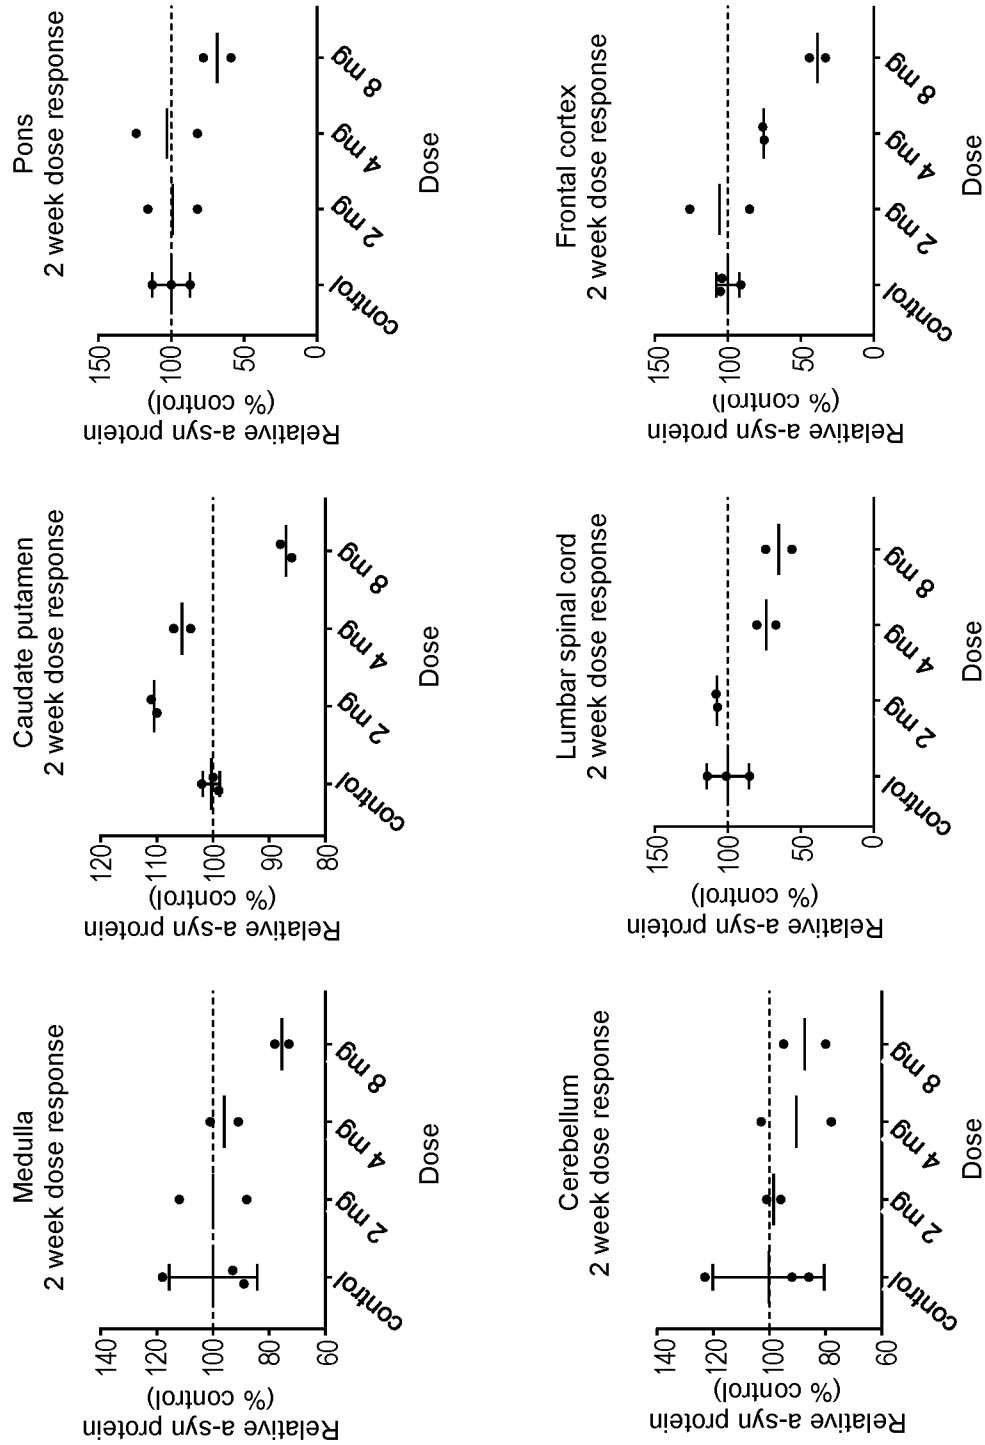 Medulla
2 week dose response
Relative a-syn protein
(% control)
140
120
100
80
60
control
2 mg
4 mg
8 mg
Dose
Caudate putamen
2 week dose response
Relative a-syn protein
(% control)
120
110
100
90
80
control
2 mg
4 mg
8 mg
Dose
Pons
2 week dose response
Relative a-syn protein
(% control)
150
100
50
0
control
2 mg
4 mg
8 mg
Dose
Cerebellum
2 week dose response
Relative a-syn protein
(% control)
140
120
100
80
60
control
2 mg
4 mg
8 mg
Dose
Lumbar spinal cord
2 week dose response
Relative a-syn protein
(% control)
150
100
50
0
control
2 mg
4 mg
8 mg
Dose
Frontal cortex
2 week dose response
Relative a-syn protein
(% control)
150
100
50
0
control
2 mg
4 mg
8 mg
Dose